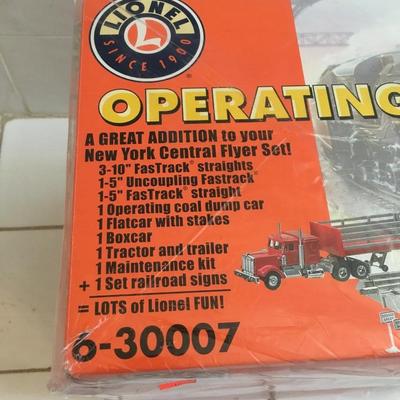 LIONEL
L
SINCE 1900
®
OPERATING
A GREAT ADDITION to your
New York Central Flyer Set!
3-10" FasTrack® straights
1-5" Uncoupling Fastrack®
1-5" FasTrack® straight
1 Operating coal dump car
1 Flatcar with stakes
1 Boxcar
1 Tractor and trailer
1 Maintenance kit
+ 1 Set railroad signs
= LOTS of Lionel FUN!
6-30007